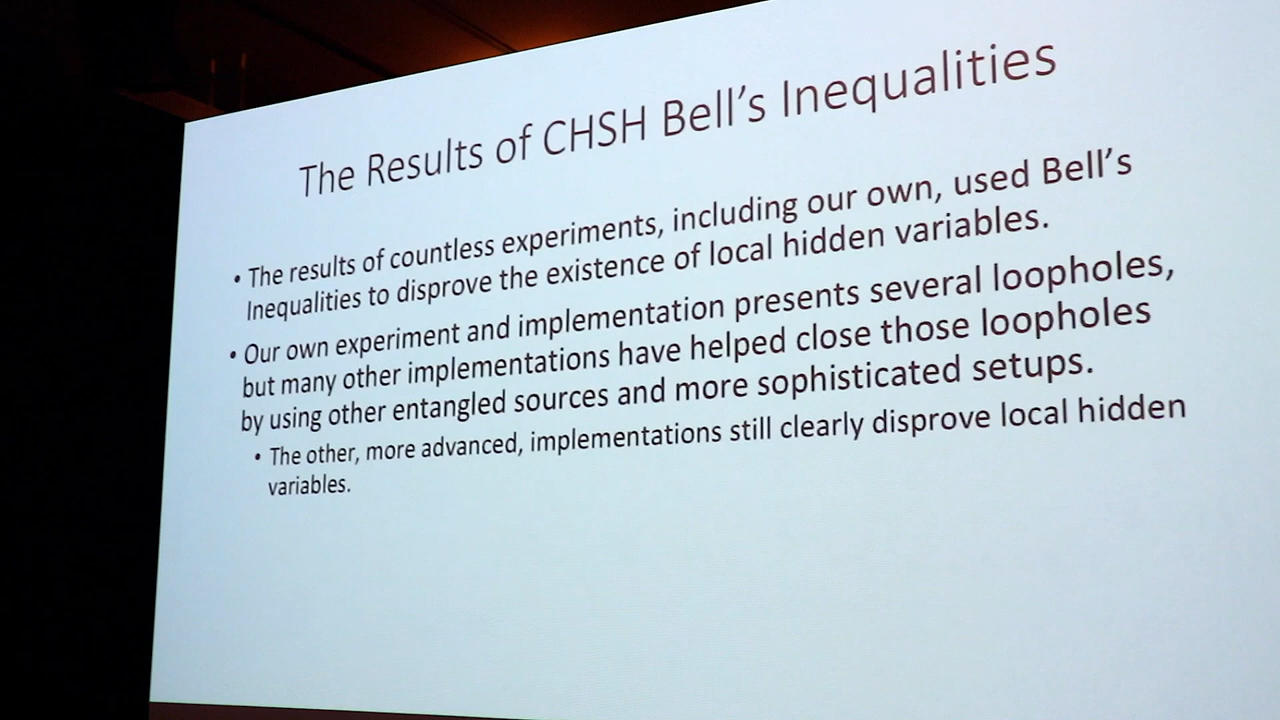 The Results of CHSH Bell's Inequalities
• The results of countless experiments, including our own, used Bell's
Inequalities to disprove the existence of local hidden variables.
• Our own experiment and implementation presents several loopholes,
but many other implementations have helped close those loopholes
by using other entangled sources and more sophisticated setups.
• The other, more advanced, implementations still clearly disprove local hidden
variables.